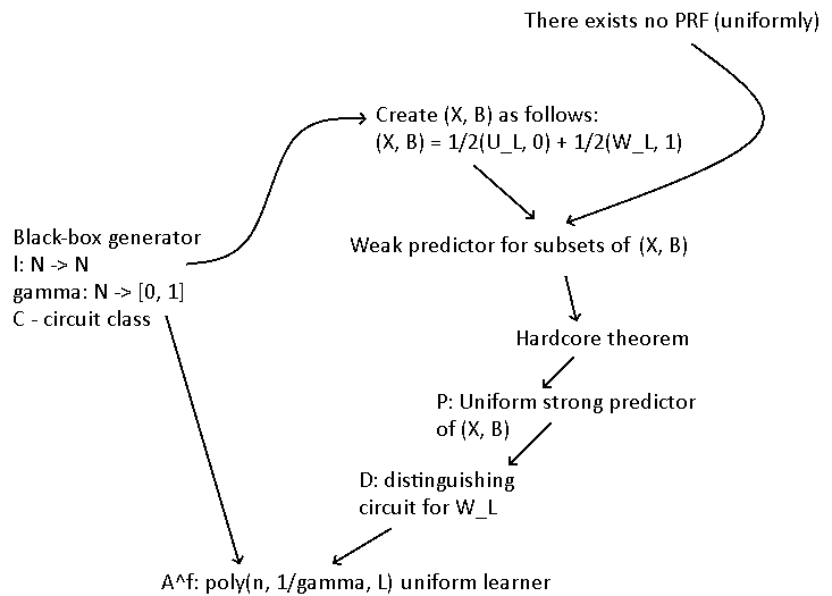 There exists no PRF (uniformly)
Create (X, B) as follows:
(X, B) = 1/2(U_L, 0) + 1/2(W_L, 1)
Black-box generator
l: N -> N
gamma: N -> [0, 1]
C - circuit class
Weak predictor for subsets of (X, B)
Hardcore theorem
P: Uniform strong predictor
of (X, B)
D: distinguishing
circuit for W_L
A^f: poly(n, 1/gamma, L) uniform learner